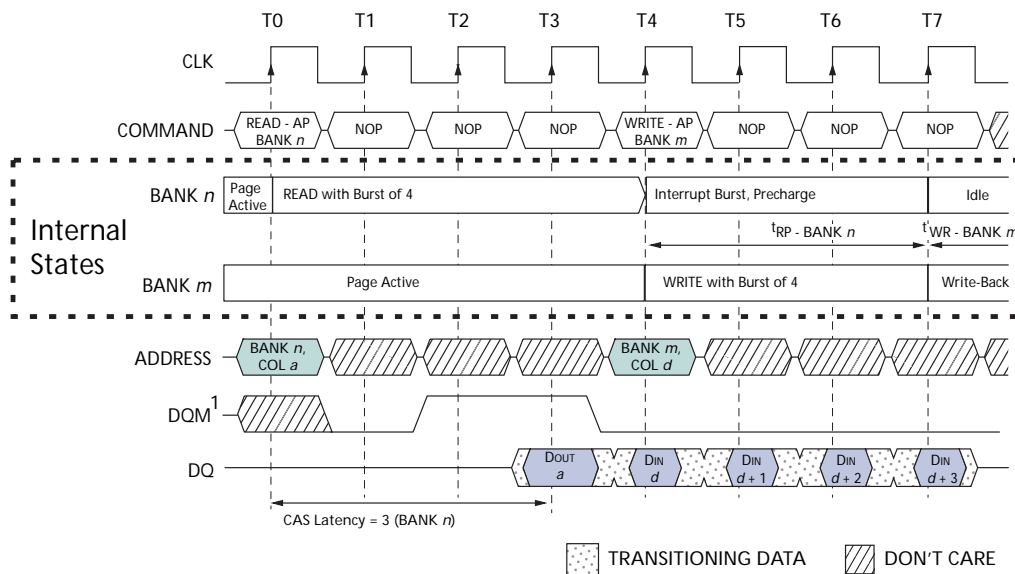 T0 T1 T2 T3 T4 T5 T6 T7
CLK
COMMAND
READ - AP
BANK n
NOP NOP NOP
WRITE - AP
BANK m
NOP NOP NOP
Internal
States
BANK n
Page
Active
READ with Burst of 4
Interrupt Burst, Precharge
Idle
tRP - BANK n
tWR - BANK m
BANK m
Page Active
WRITE with Burst of 4
Write-Back
ADDRESS
BANK n,
COL a
BANK m,
COL d
DQM1
DQ
DOUT
a
DIN
d
DIN
d + 1
DIN
d + 2
DIN
d + 3
CAS Latency = 3 (BANK n)
TRANSITIONING DATA
DON'T CARE